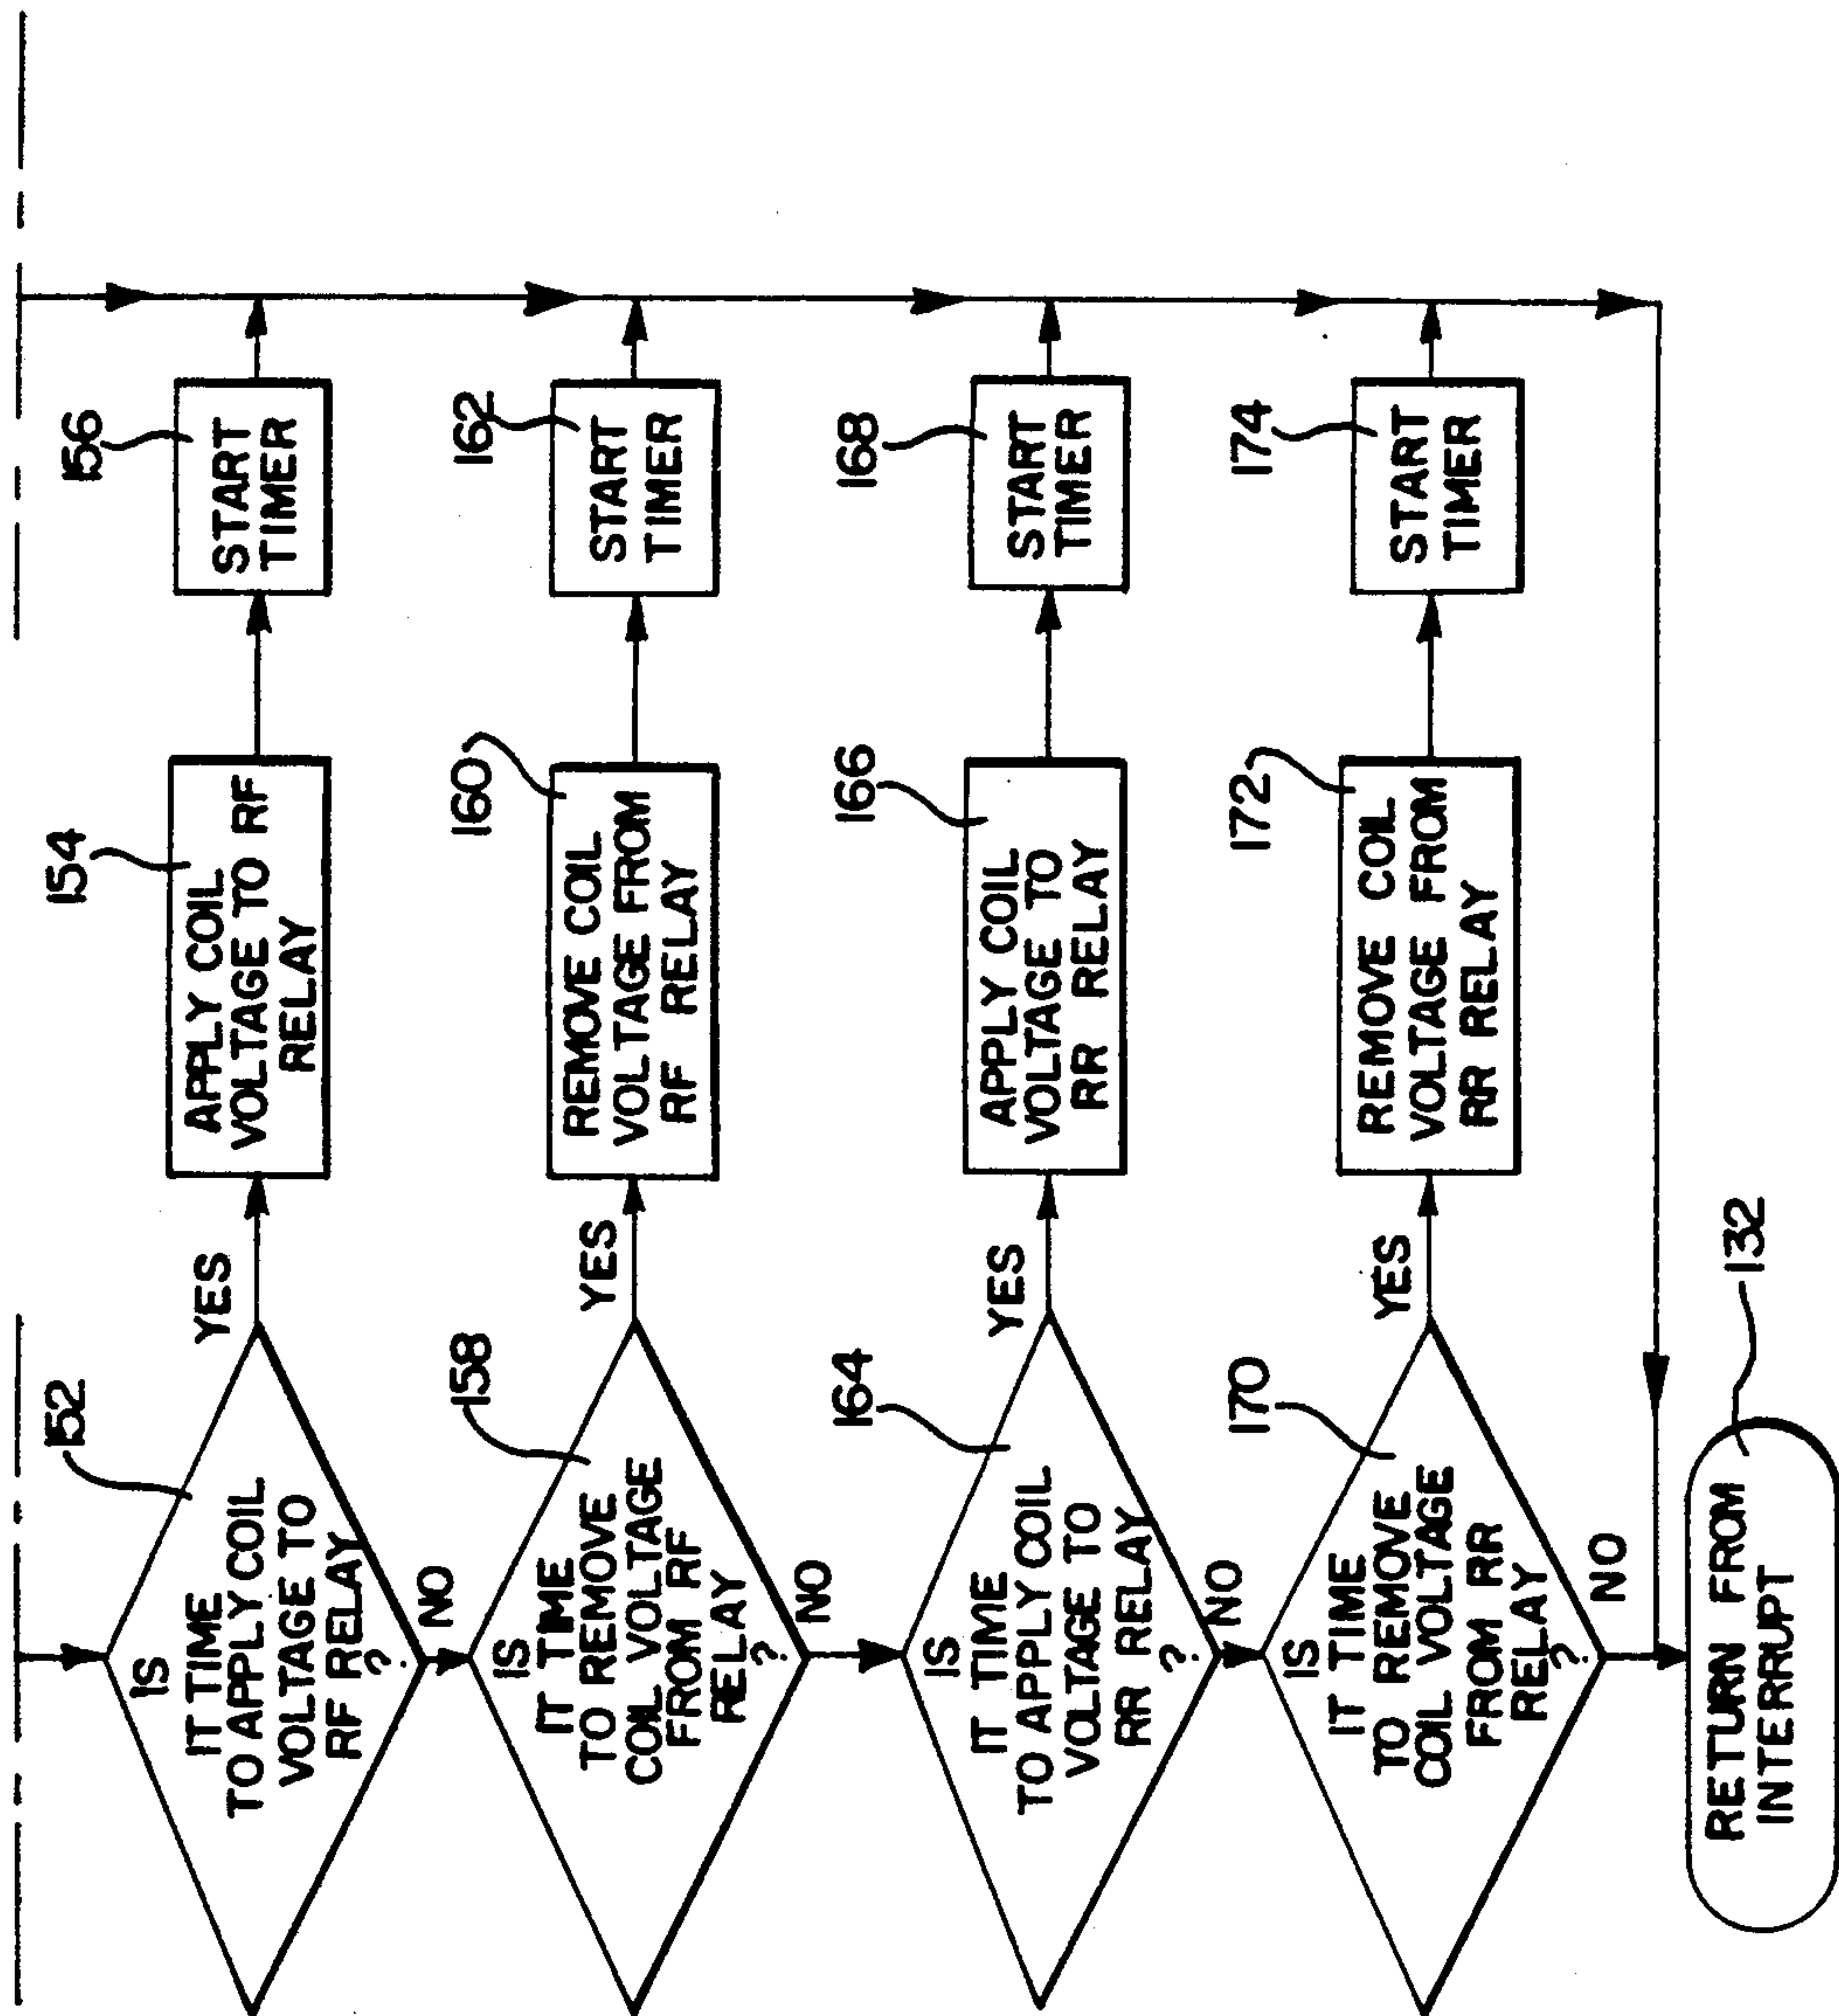 152
IS
IT TIME
TO APPLY COIL
VOLTAGE TO
RF RELAY
?
YES
NO
154
APPLY COIL
VOLTAGE TO RF
RELAY
156
START
TIMER
158
IS
IT TIME
TO REMOVE
COIL VOLTAGE
FROM RF
RELAY
?
YES
NO
160
REMOVE COIL
VOLTAGE FROM
RF RELAY
162
START
TIMER
164
IS
IT TIME
TO APPLY COIL
VOLTAGE TO
RR RELAY
?
YES
NO
166
APPLY COIL
VOLTAGE TO
RR RELAY
168
START
TIMER
170
IS
IT TIME
TO REMOVE
COIL VOLTAGE
FROM RR
RELAY
?
YES
NO
172
REMOVE COIL
VOLTAGE FROM
RR RELAY
174
START
TIMER
132
RETURN FROM
INTERRUPT